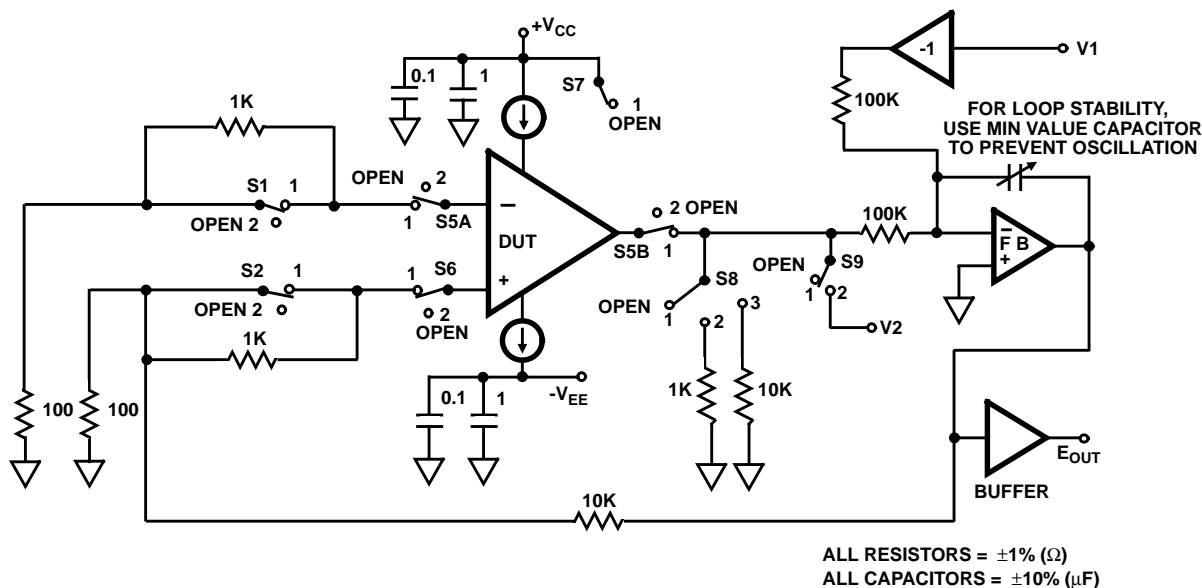 +VCC
-1
V1
0.1
1
S7
1
OPEN
100K
FOR LOOP STABILITY,
USE MIN VALUE CAPACITOR
TO PREVENT OSCILLATION
1K
S1
1
OPEN 2
OPEN
2
1
S5A
−
DUT
+
S5B
2 OPEN
1
100K
−
F B
+
S2
1
OPEN 2
1
S6
2
OPEN
1K
S8
OPEN
1
2
3
OPEN
S9
1
2
V2
-VEE
0.1
1
1K
10K
100
100
EOUT
BUFFER
10K
ALL RESISTORS = ±1% (Ω)
ALL CAPACITORS = ±10% (μF)